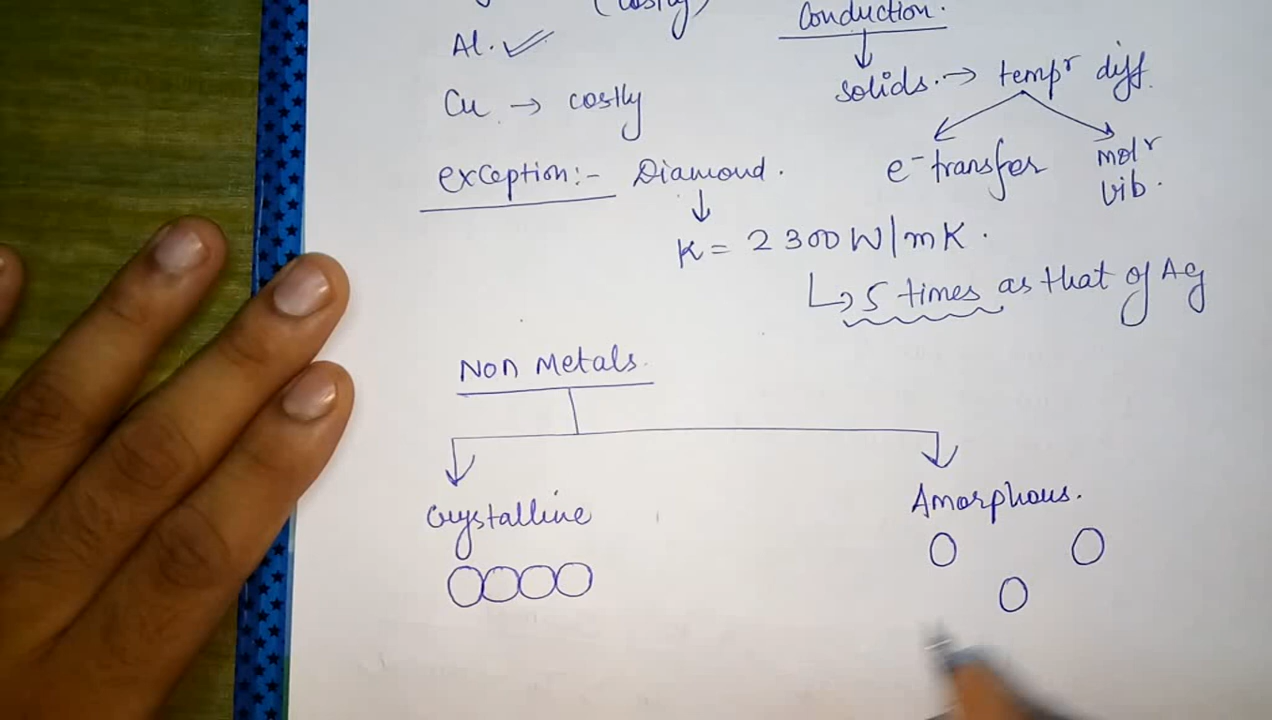 (costly)
Al. ✓
Cu → costly
exception:- Diamond.
↓
K = 2300 W/mK.
↳ 5 times as that of Ag
Conduction.
↓
solids. → tempr diff.
e- transfer
molr vib.
Non Metals.
Crystalline
Amorphous.